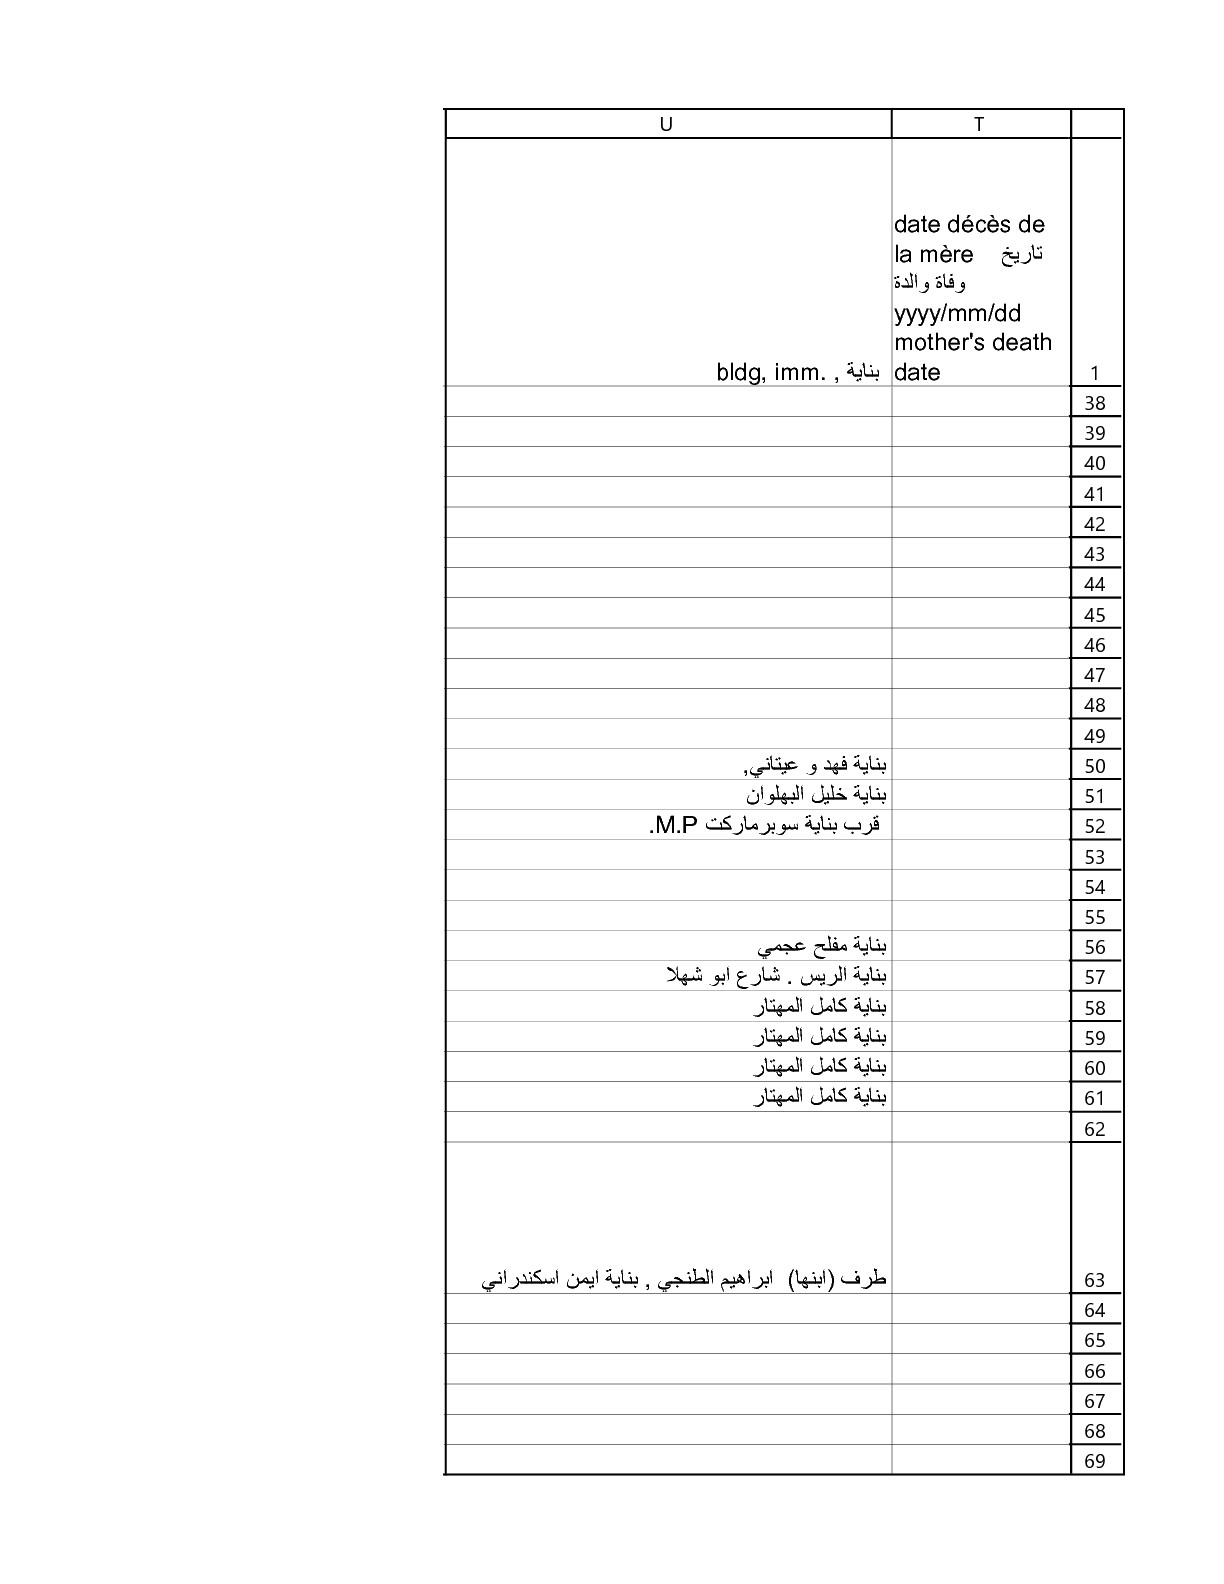 T U
date décès de
la mère تاريخ
وفاة والدة
yyyy/mm/dd
mother's death
1 date بناية , .bldg, imm
38
39
40
41
42
43
44
45
46
47
48
49
50 بناية فهد و عيتاني,
51 بناية خليل البهلوان
52 قرب بناية سوبرماركت M.P.
53
54
55
56 بناية مفلح عجمي
57 بناية الريس . شارع ابو شهلا
58 بناية كامل المهتار
59 بناية كامل المهتار
60 بناية كامل المهتار
61 بناية كامل المهتار
62
63 طرف (ابنها) ابراهيم الطنجي , بناية ايمن اسكندراني
64
65
66
67
68
69